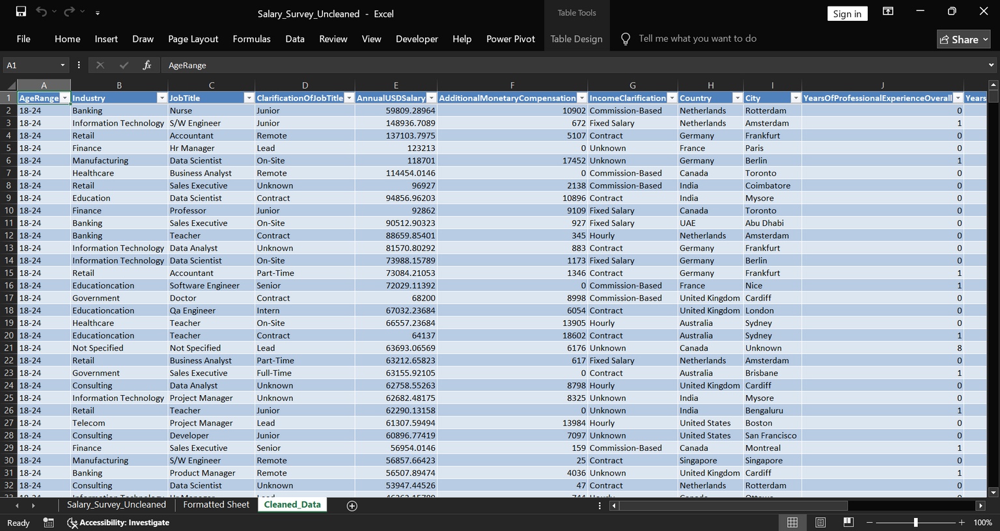 Salary_Survey_Uncleaned - Excel
Table Tools
Sign in
File Home Insert Draw Page Layout Formulas Data Review View Developer Help Power Pivot Table Design Tell me what you want to do Share
A1 fx AgeRange
A B C D E F G H I J
1 AgeRange Industry JobTitle ClarificationOfJobTitle AnnualUSDSalary AdditionalMonetaryCompensation IncomeClarification Country City YearsOfProfessionalExperienceOverall Years
2 18-24 Banking Nurse Junior 59809.28964 10902 Commission-Based Netherlands Rotterdam 0
3 18-24 Information Technology S/W Engineer Junior 148936.7089 672 Fixed Salary Netherlands Amsterdam 1
4 18-24 Retail Accountant Remote 137103.7975 5107 Contract Germany Frankfurt 0
5 18-24 Finance Hr Manager Lead 123213 0 Unknown France Paris 0
6 18-24 Manufacturing Data Scientist On-Site 118701 17452 Unknown Germany Berlin 1
7 18-24 Healthcare Business Analyst Remote 114454.0146 0 Commission-Based Canada Toronto 0
8 18-24 Retail Sales Executive Unknown 96927 2138 Commission-Based India Coimbatore 0
9 18-24 Education Data Scientist Contract 94856.96203 10896 Contract India Mysore 0
10 18-24 Finance Professor Junior 92862 9109 Fixed Salary Canada Toronto 0
11 18-24 Banking Sales Executive On-Site 90512.90323 927 Fixed Salary UAE Abu Dhabi 0
12 18-24 Banking Teacher Contract 88659.85401 345 Hourly Netherlands Amsterdam 0
13 18-24 Information Technology Data Analyst Unknown 81570.80292 883 Contract Germany Frankfurt 0
14 18-24 Information Technology Data Scientist On-Site 73988.15789 1173 Fixed Salary Germany Berlin 0
15 18-24 Retail Accountant Part-Time 73084.21053 1346 Contract Germany Frankfurt 1
16 18-24 Educationcation Software Engineer Senior 72029.11392 0 Commission-Based France Nice 1
17 18-24 Government Doctor Contract 68200 8998 Commission-Based United Kingdom Cardiff 0
18 18-24 Educationcation Qa Engineer Intern 67032.23684 6054 Contract United Kingdom London 0
19 18-24 Healthcare Teacher On-Site 66557.23684 13905 Hourly Australia Sydney 0
20 18-24 Educationcation Teacher Contract 64137 18602 Contract Australia Sydney 1
21 18-24 Not Specified Not Specified Lead 63693.06569 6176 Unknown Canada Unknown 8
22 18-24 Retail Business Analyst Part-Time 63212.65823 617 Fixed Salary Netherlands Amsterdam 0
23 18-24 Government Sales Executive Full-Time 63155.92105 0 Contract Australia Brisbane 1
24 18-24 Consulting Data Analyst Unknown 62758.55263 8798 Hourly United Kingdom Cardiff 0
25 18-24 Information Technology Project Manager Unknown 62682.48175 8325 Unknown India Mysore 0
26 18-24 Retail Teacher Junior 62290.13158 0 Unknown India Bengaluru 1
27 18-24 Telecom Project Manager Lead 61307.59494 13984 Hourly United States Boston 0
28 18-24 Consulting Developer Junior 60896.77419 7097 Unknown United States San Francisco 0
29 18-24 Finance Sales Executive Senior 56954.0146 159 Commission-Based Canada Montreal 1
30 18-24 Manufacturing S/W Engineer Remote 56857.66423 25 Contract Singapore Singapore 0
31 18-24 Banking Product Manager Remote 56507.89474 4036 Unknown United Kingdom Cardiff 1
32 18-24 Consulting Data Scientist Unknown 53947.44526 47 Contract Netherlands Rotterdam 0
Salary_Survey_Uncleaned Formatted Sheet Cleaned_Data
Ready Accessibility: Investigate 100%